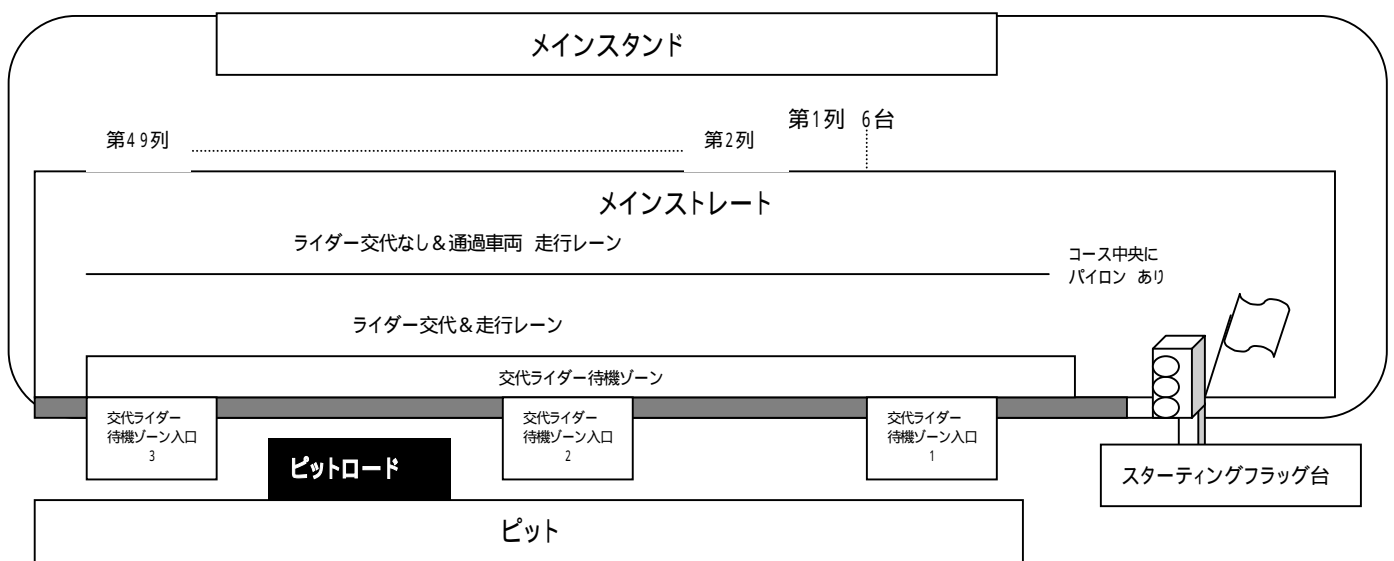 メインスタンド
第1列 6台
第49列
第2列
メインストレート
ライダー交代なし&通過車両 走行レーン
コース中央に
パイロン あり
ライダー交代&走行レーン
交代ライダー待機ゾーン
交代ライダー
待機ゾーン入口
3
交代ライダー
待機ゾーン入口
2
交代ライダー
待機ゾーン入口
1
ピットロード
スターティングフラッグ台
ピット